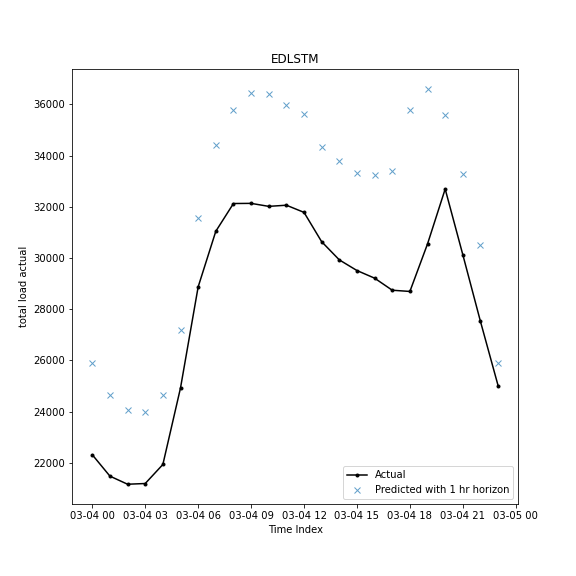 EDLSTM
total load actual
36000
34000
32000
30000
28000
26000
24000
22000
Actual
Predicted with 1 hr horizon
03-04 00 03-04 03 03-04 06 03-04 09 03-04 12 03-04 15 03-04 18 03-04 21 03-05 00
Time Index